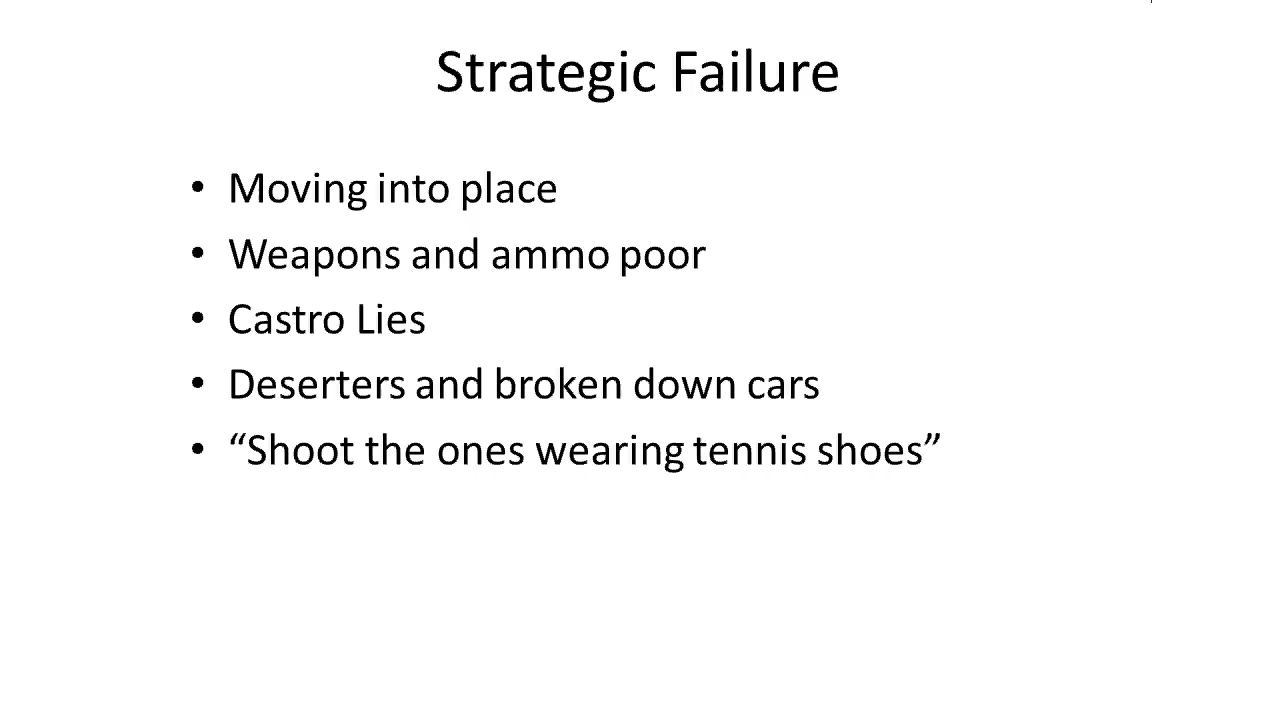 Strategic Failure
• Moving into place
• Weapons and ammo poor
• Castro Lies
• Deserters and broken down cars
• “Shoot the ones wearing tennis shoes”